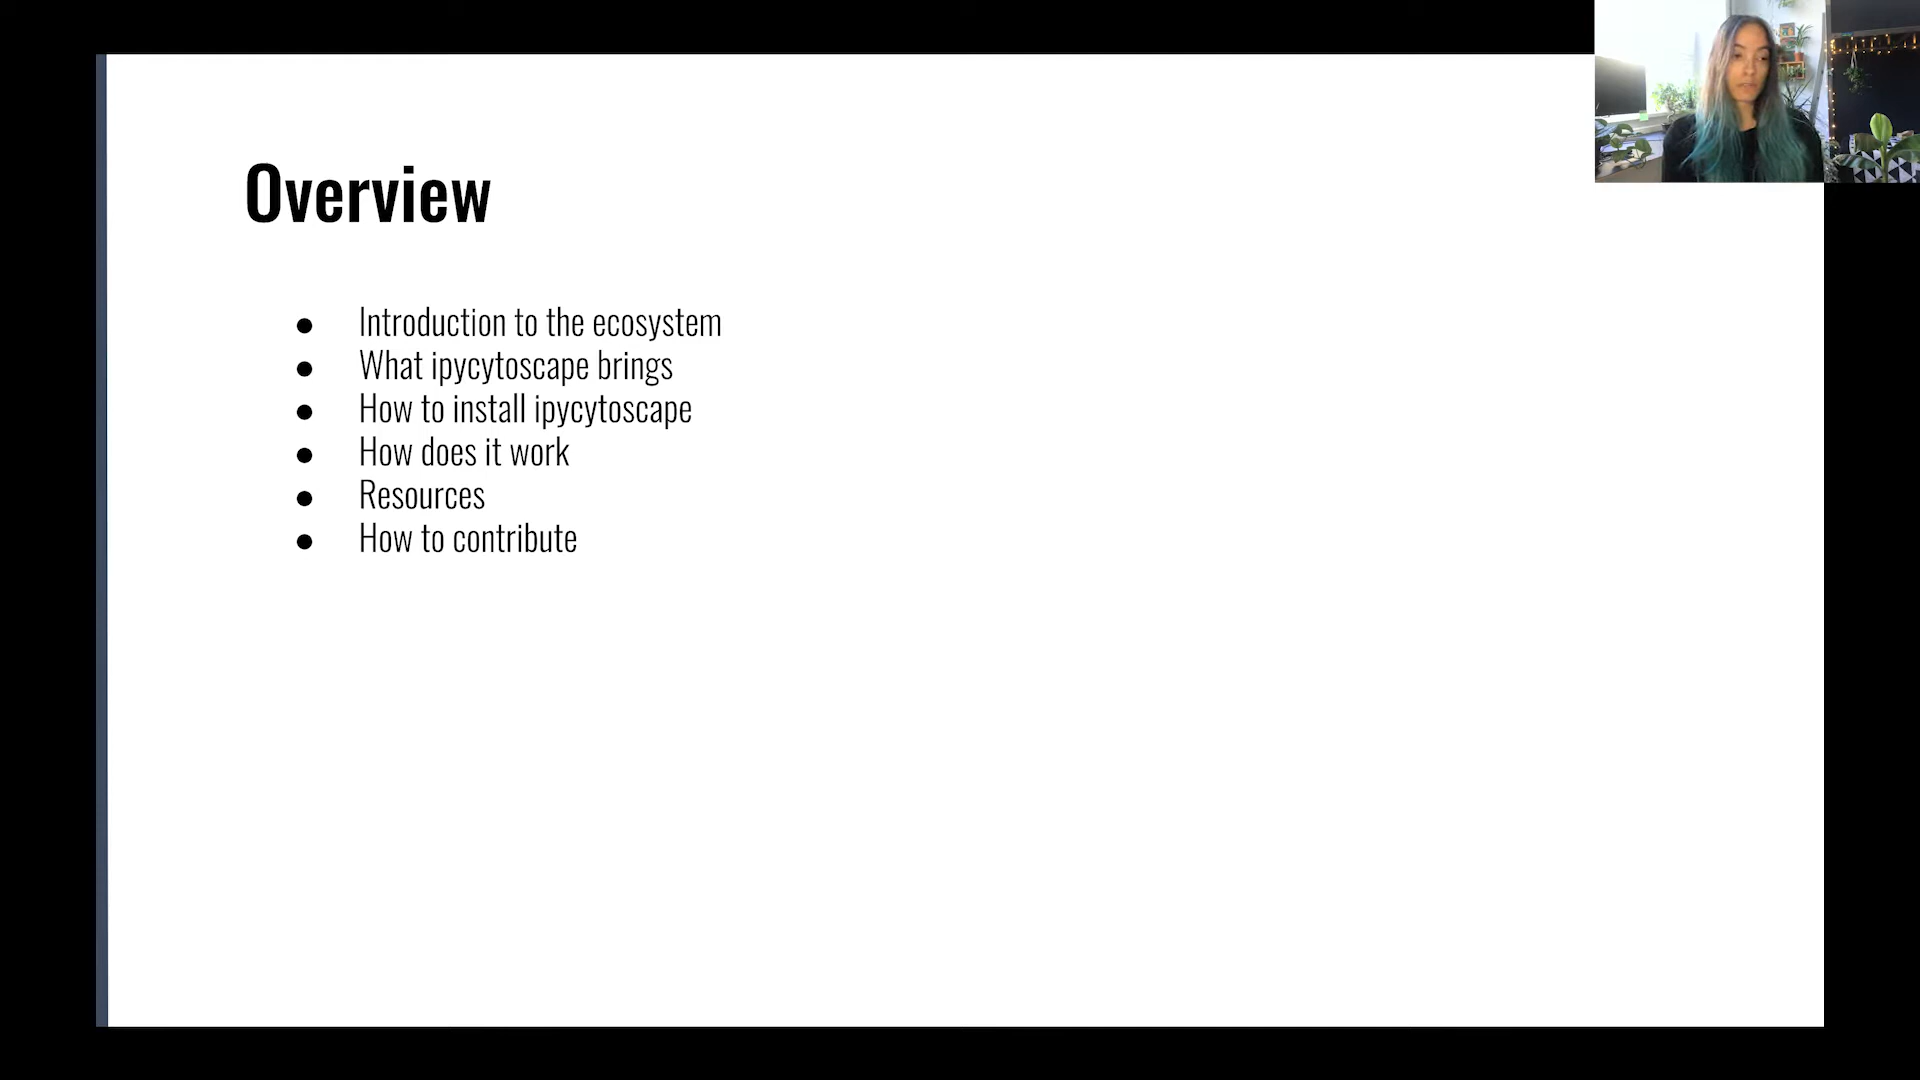 Overview
● Introduction to the ecosystem
● What ipycytoscape brings
● How to install ipycytoscape
● How does it work
● Resources
● How to contribute